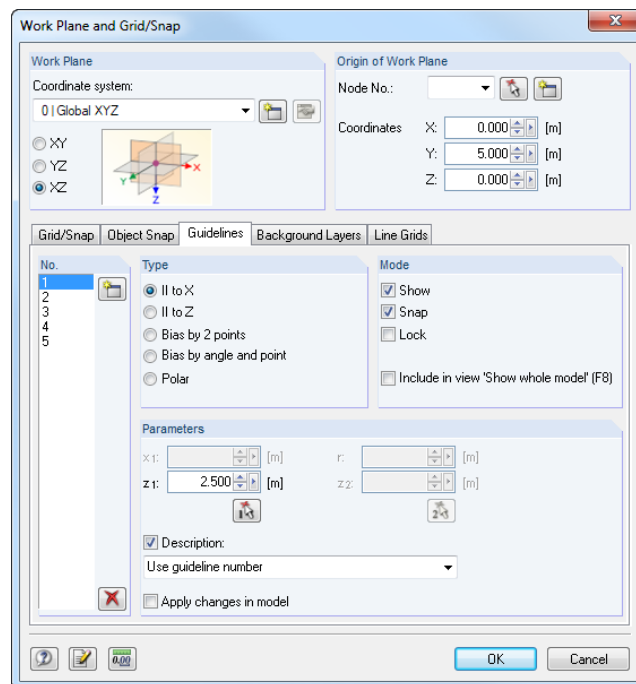 Work Plane and Grid/Snap
Work Plane
Coordinate system:
0 | Global XYZ
XY
YZ
XZ
X
Y
Z
Origin of Work Plane
Node No.:
Coordinates
X: 0.000 [m]
Y: 5.000 [m]
Z: 0.000 [m]
Grid/Snap Object Snap Guidelines Background Layers Line Grids
No.
1
2
3
4
5
Type
II to X
II to Z
Bias by 2 points
Bias by angle and point
Polar
Mode
Show
Snap
Lock
Include in view 'Show whole model' (F8)
Parameters
x1: [m] r: [m]
z1: 2.500 [m] z2: [m]
1 2
Description:
Use guideline number
Apply changes in model
0.00
OK Cancel